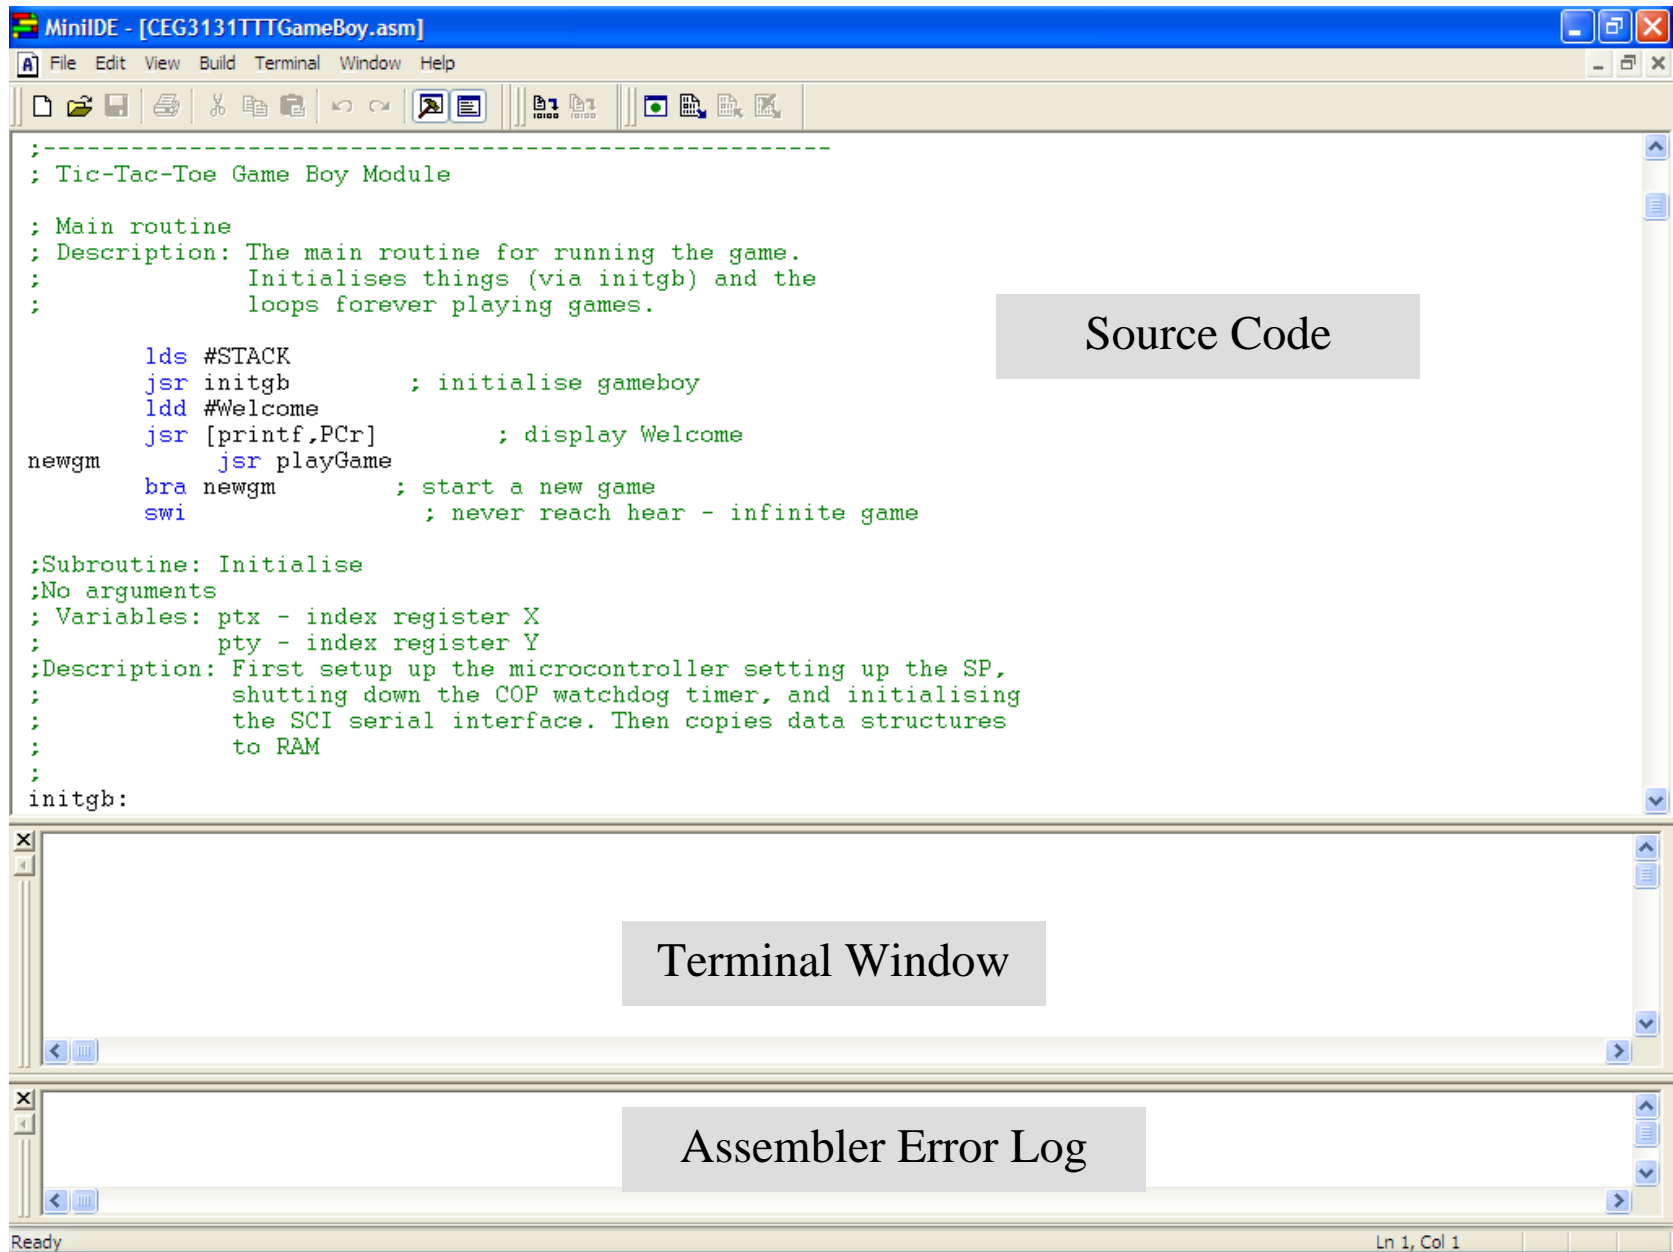 MiniIDE - [CEG3131TTTGameBoy.asm]
File Edit View Build Terminal Window Help
;------------------------------------------------------
; Tic-Tac-Toe Game Boy Module
; Main routine
; Description: The main routine for running the game.
;              Initialises things (via initgb) and the
;              loops forever playing games.
        lds #STACK
        jsr initgb        ; initialise gameboy
        ldd #Welcome
        jsr [printf,PCr]        ; display Welcome
newgm        jsr playGame
        bra newgm        ; start a new game
        swi                ; never reach hear - infinite game
;Subroutine: Initialise
;No arguments
; Variables: ptx - index register X
;            pty - index register Y
;Description: First setup up the microcontroller setting up the SP,
;             shutting down the COP watchdog timer, and initialising
;             the SCI serial interface. Then copies data structures
;             to RAM
;
initgb:
Source Code
Terminal Window
Assembler Error Log
Ready
Ln 1, Col 1